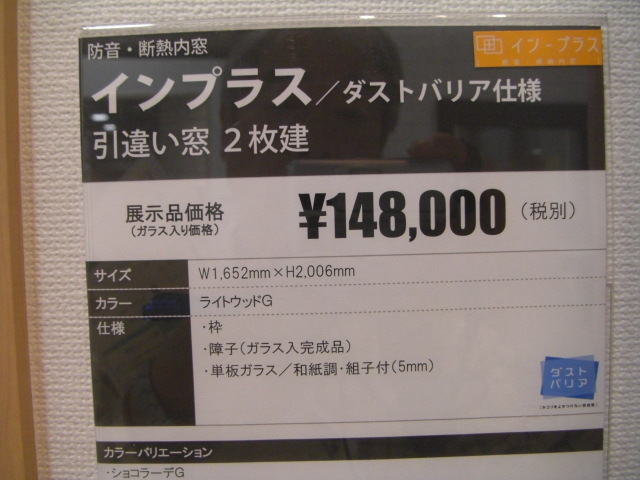 防音・断熱内窓
イン-プラス
インプラス／ダストバリア仕様
引違い窓 2枚建
展示品価格
(ガラス入り価格)
¥148,000 (税別)
サイズ W1,652mm×H2,006mm
カラー ライトウッドG
仕様 ・枠
・障子(ガラス入完成品)
・単板ガラス／和紙調・組子付(5mm)
ダスト
バリア
カラーバリエーション
・ショコラーデG